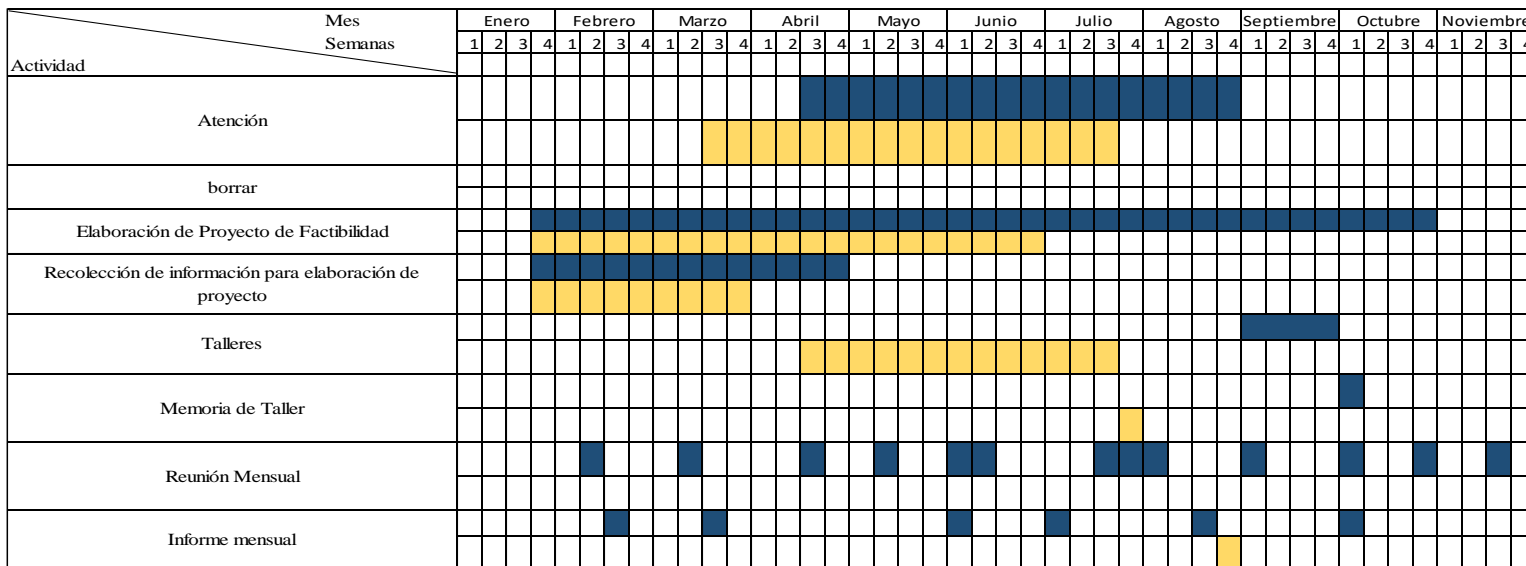 Mes
Semanas
Actividad
Enero Febrero Marzo Abril Mayo Junio Julio Agosto Septiembre Octubre Noviembre
1 2 3 4 1 2 3 4 1 2 3 4 1 2 3 4 1 2 3 4 1 2 3 4 1 2 3 4 1 2 3 4 1 2 3 4 1 2 3 4 1 2 3 4
Atención
borrar
Elaboración de Proyecto de Factibilidad
Recolección de información para elaboración de
proyecto
Talleres
Memoria de Taller
Reunión Mensual
Informe mensual